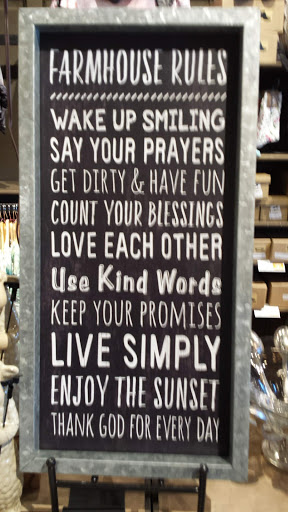 FARMHOUSE RULES
WAKE UP SMILING
SAY YOUR PRAYERS
GET DIRTY & HAVE FUN
COUNT YOUR BLESSINGS
LOVE EACH OTHER
Use Kind Words
KEEP YOUR PROMISES
LIVE SIMPLY
ENJOY THE SUNSET
THANK GOD FOR EVERY DAY